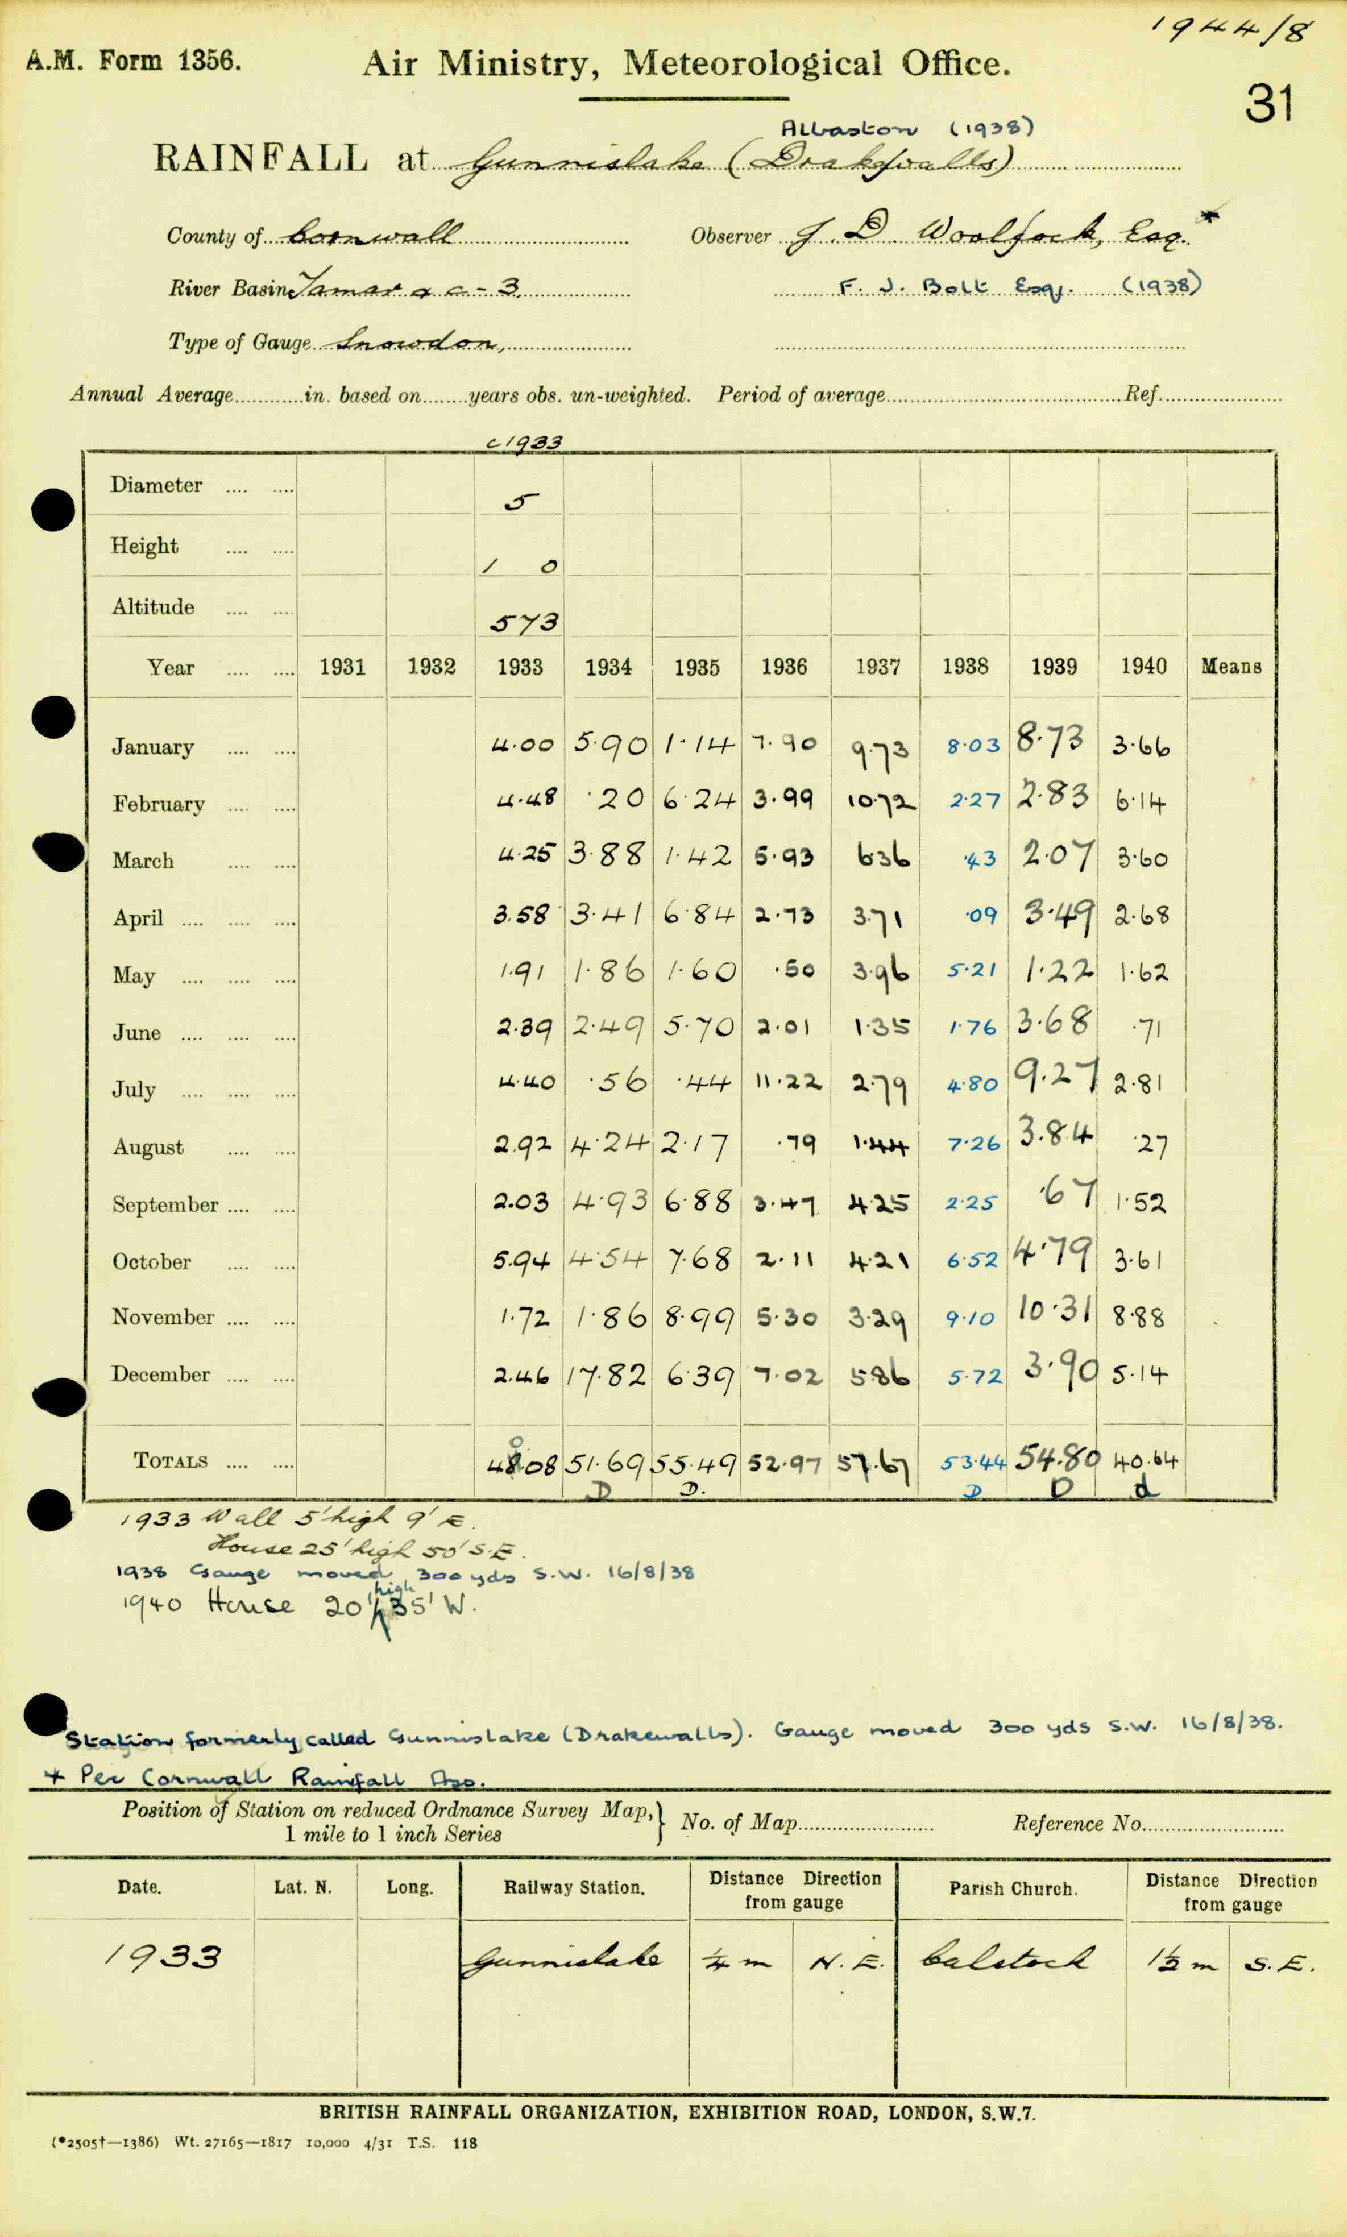 1944/8
A.M. Form 1356. Air Ministry, Meteorological Office.
31
Albaston (1938)
RAINFALL at Gunnislake (Drakewalls)
County of Cornwall Observer J. D. Woolfock, Esq. *
River Basin Tamar a c - 3 F. J. Bolt Esq. (1938)
Type of Gauge Snowdon,
Annual Average in. based on years obs. un-weighted. Period of average Ref.
c1933
Diameter 5
Height 1 0
Altitude 573
Year 1931 1932 1933 1934 1935 1936 1937 1938 1939 1940 Means
January 4.00 5.90 1.14 7.90 9.73 8.03 8.73 3.66
February 4.48 .20 6.24 3.99 10.72 2.27 2.83 6.14
March 4.25 3.88 1.42 5.93 6.36 .43 2.07 3.60
April 3.58 3.41 6.84 2.73 3.71 .09 3.49 2.68
May 1.91 1.86 1.60 .50 3.96 5.21 1.22 1.62
June 2.39 2.49 5.70 2.01 1.35 1.76 3.68 .71
July 4.40 .56 .44 11.22 2.79 4.80 9.27 2.81
August 2.92 4.24 2.17 .79 1.44 7.26 3.84 .27
September 2.03 4.93 6.88 3.47 4.25 2.25 .67 1.52
October 5.94 4.54 7.68 2.11 4.21 6.52 4.79 3.61
November 1.72 1.86 8.99 5.30 3.29 9.10 10.31 8.88
December 2.46 17.82 6.39 7.02 5.86 5.72 3.90 5.14
TOTALS 40.08 51.69 55.49 52.97 57.67 53.44 54.80 40.64
D D. D D d
1933 Wall 5' high 9' E.
House 25' high 50' S.E.
1938 Gauge moved 300 yds S.W. 16/8/38
1940 House 20' high 35' W.
Station formerly called Gunnislake (Drakewalls). Gauge moved 300 yds S.W. 16/8/38.
* Per Cornwall Rainfall Asso.
Position of Station on reduced Ordnance Survey Map,} No. of Map Reference No.
1 mile to 1 inch Series
Date. Lat. N. Long. Railway Station. Distance Direction from gauge Parish Church. Distance Direction from gauge
1933 Gunnislake ¼ m N.E. Calstock 1½ m S.E.
BRITISH RAINFALL ORGANIZATION, EXHIBITION ROAD, LONDON, S.W.7.
(*2505†—1386) Wt. 27165—1817 10,000 4/31 T.S. 118